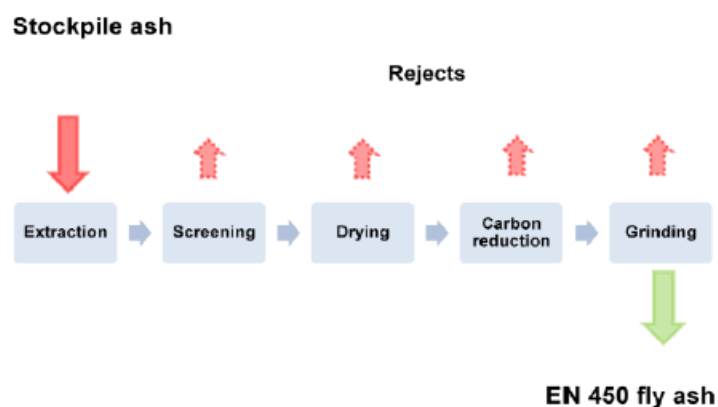 Stockpile ash
Rejects
Extraction
Screening
Drying
Carbon
reduction
Grinding
EN 450 fly ash